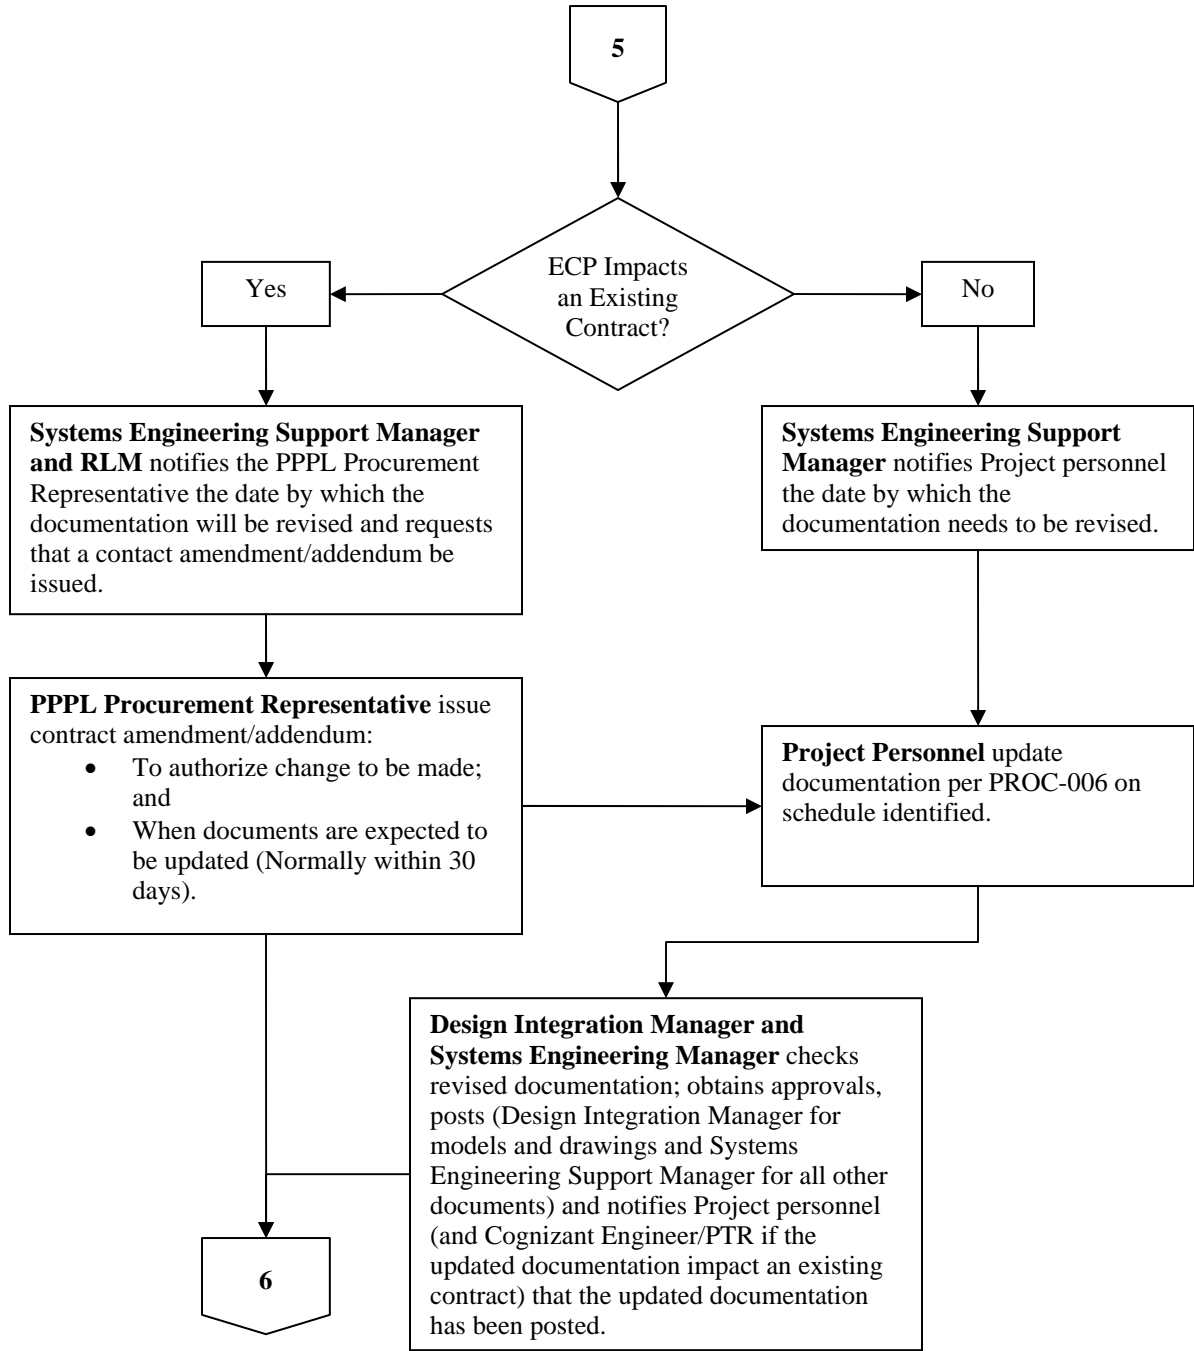 5
ECP Impacts
an Existing
Contract?
Yes
No
Systems Engineering Support Manager
and RLM notifies the PPPL Procurement
Representative the date by which the
documentation will be revised and requests
that a contact amendment/addendum be
issued.
Systems Engineering Support
Manager notifies Project personnel
the date by which the
documentation needs to be revised.
PPPL Procurement Representative issue
contract amendment/addendum:
• To authorize change to be made;
and
• When documents are expected to
be updated (Normally within 30
days).
Project Personnel update
documentation per PROC-006 on
schedule identified.
Design Integration Manager and
Systems Engineering Manager checks
revised documentation; obtains approvals,
posts (Design Integration Manager for
models and drawings and Systems
Engineering Support Manager for all other
documents) and notifies Project personnel
(and Cognizant Engineer/PTR if the
updated documentation impact an existing
contract) that the updated documentation
has been posted.
6